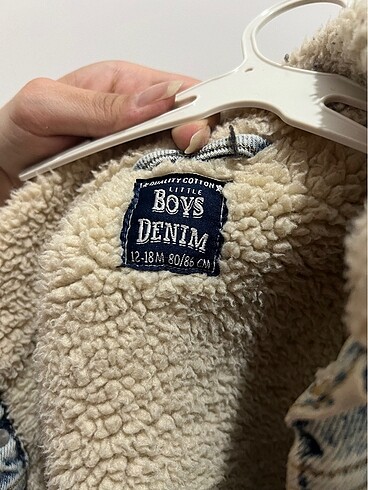 QUALITY COTTON
LITTLE
BOYS
DENIM
12-18M 80/86 CM